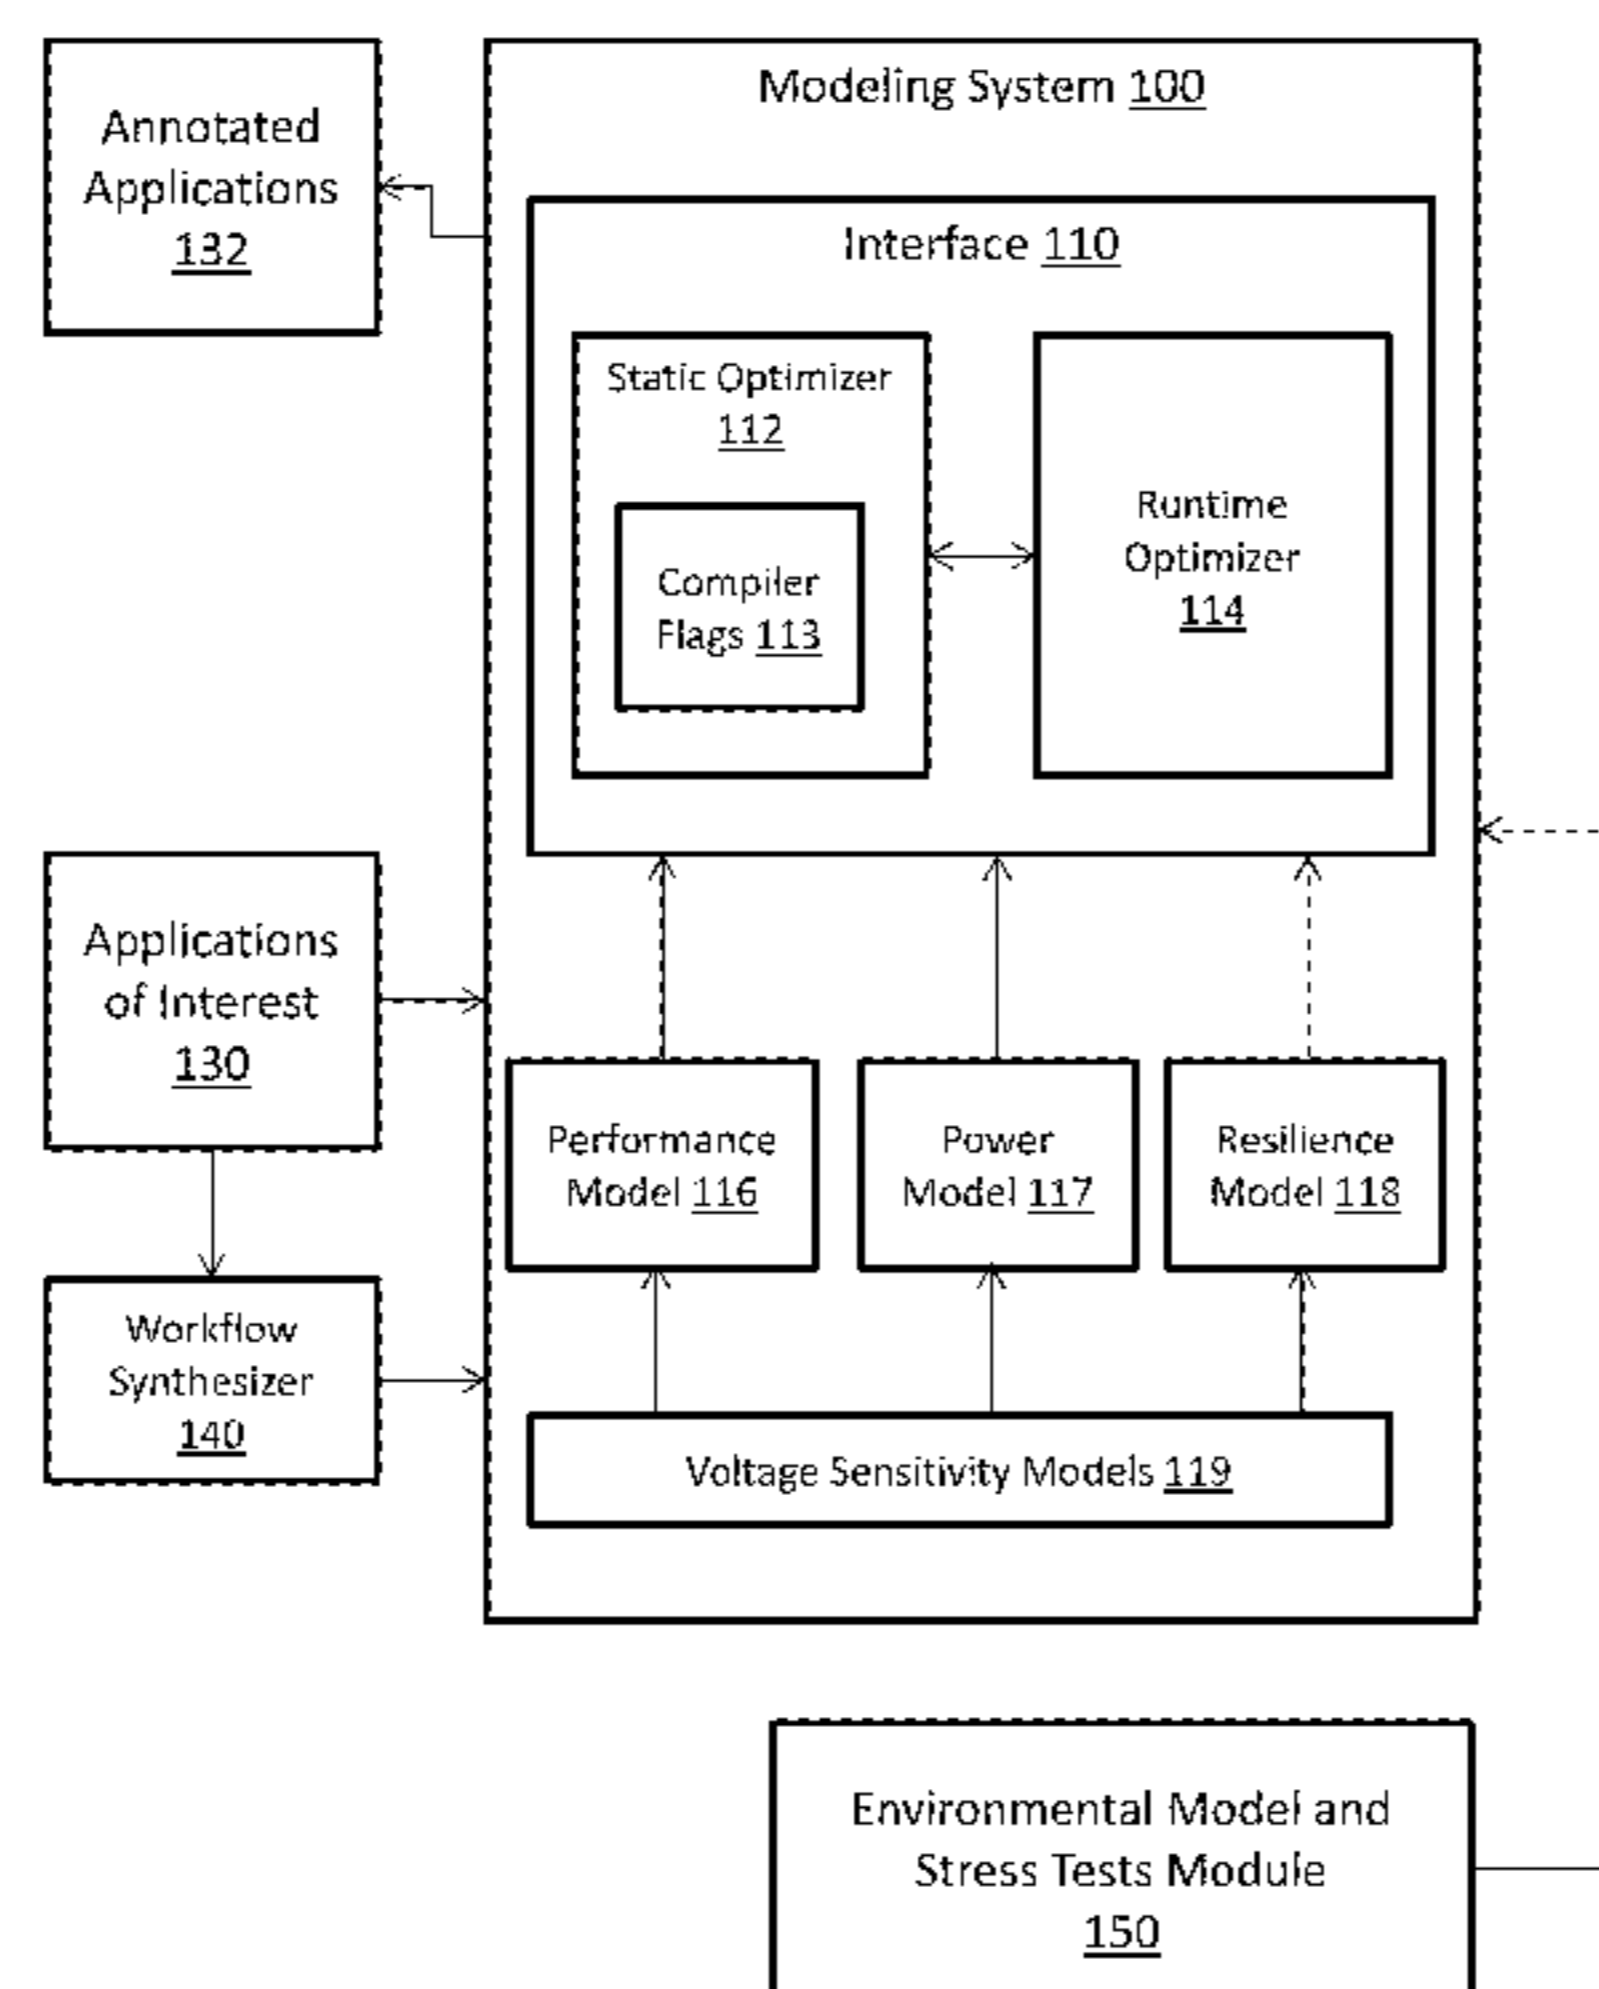 Modeling System 100
Annotated
Applications
132
Interface 110
Static Optimizer
112
Compiler
Flags 113
Runtime
Optimizer
114
Applications
of Interest
130
Performance
Model 116
Power
Model 117
Resilience
Model 118
Workflow
Synthesizer
140
Voltage Sensitivity Models 119
Environmental Model and
Stress Tests Module
150